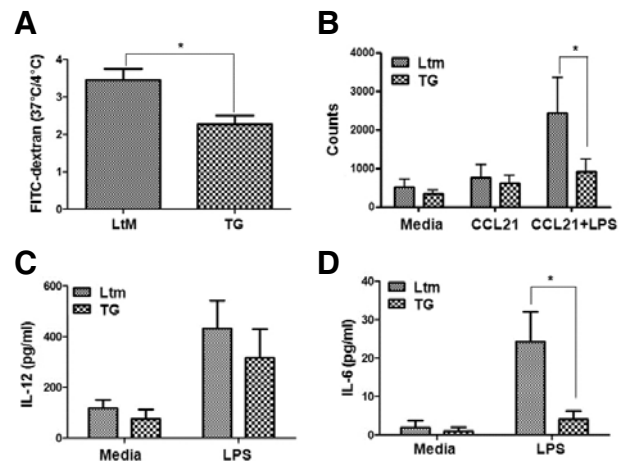 A
*
FITC-dextran (37°C/4°C)
4
3
2
1
0
LtM TG
B
Ltm
TG
*
Counts
4000
3000
2000
1000
0
Media CCL21 CCL21+LPS
C
Ltm
TG
IL-12 (pg/ml)
600
400
200
0
Media LPS
D
Ltm
TG
*
IL-6 (pg/ml)
40
30
20
10
0
Media LPS